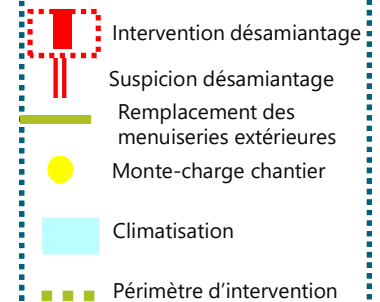 Intervention désamiantage
Suspicion désamiantage
Remplacement des
menuiseries extérieures
Monte-charge chantier
Climatisation
Périmètre d'intervention